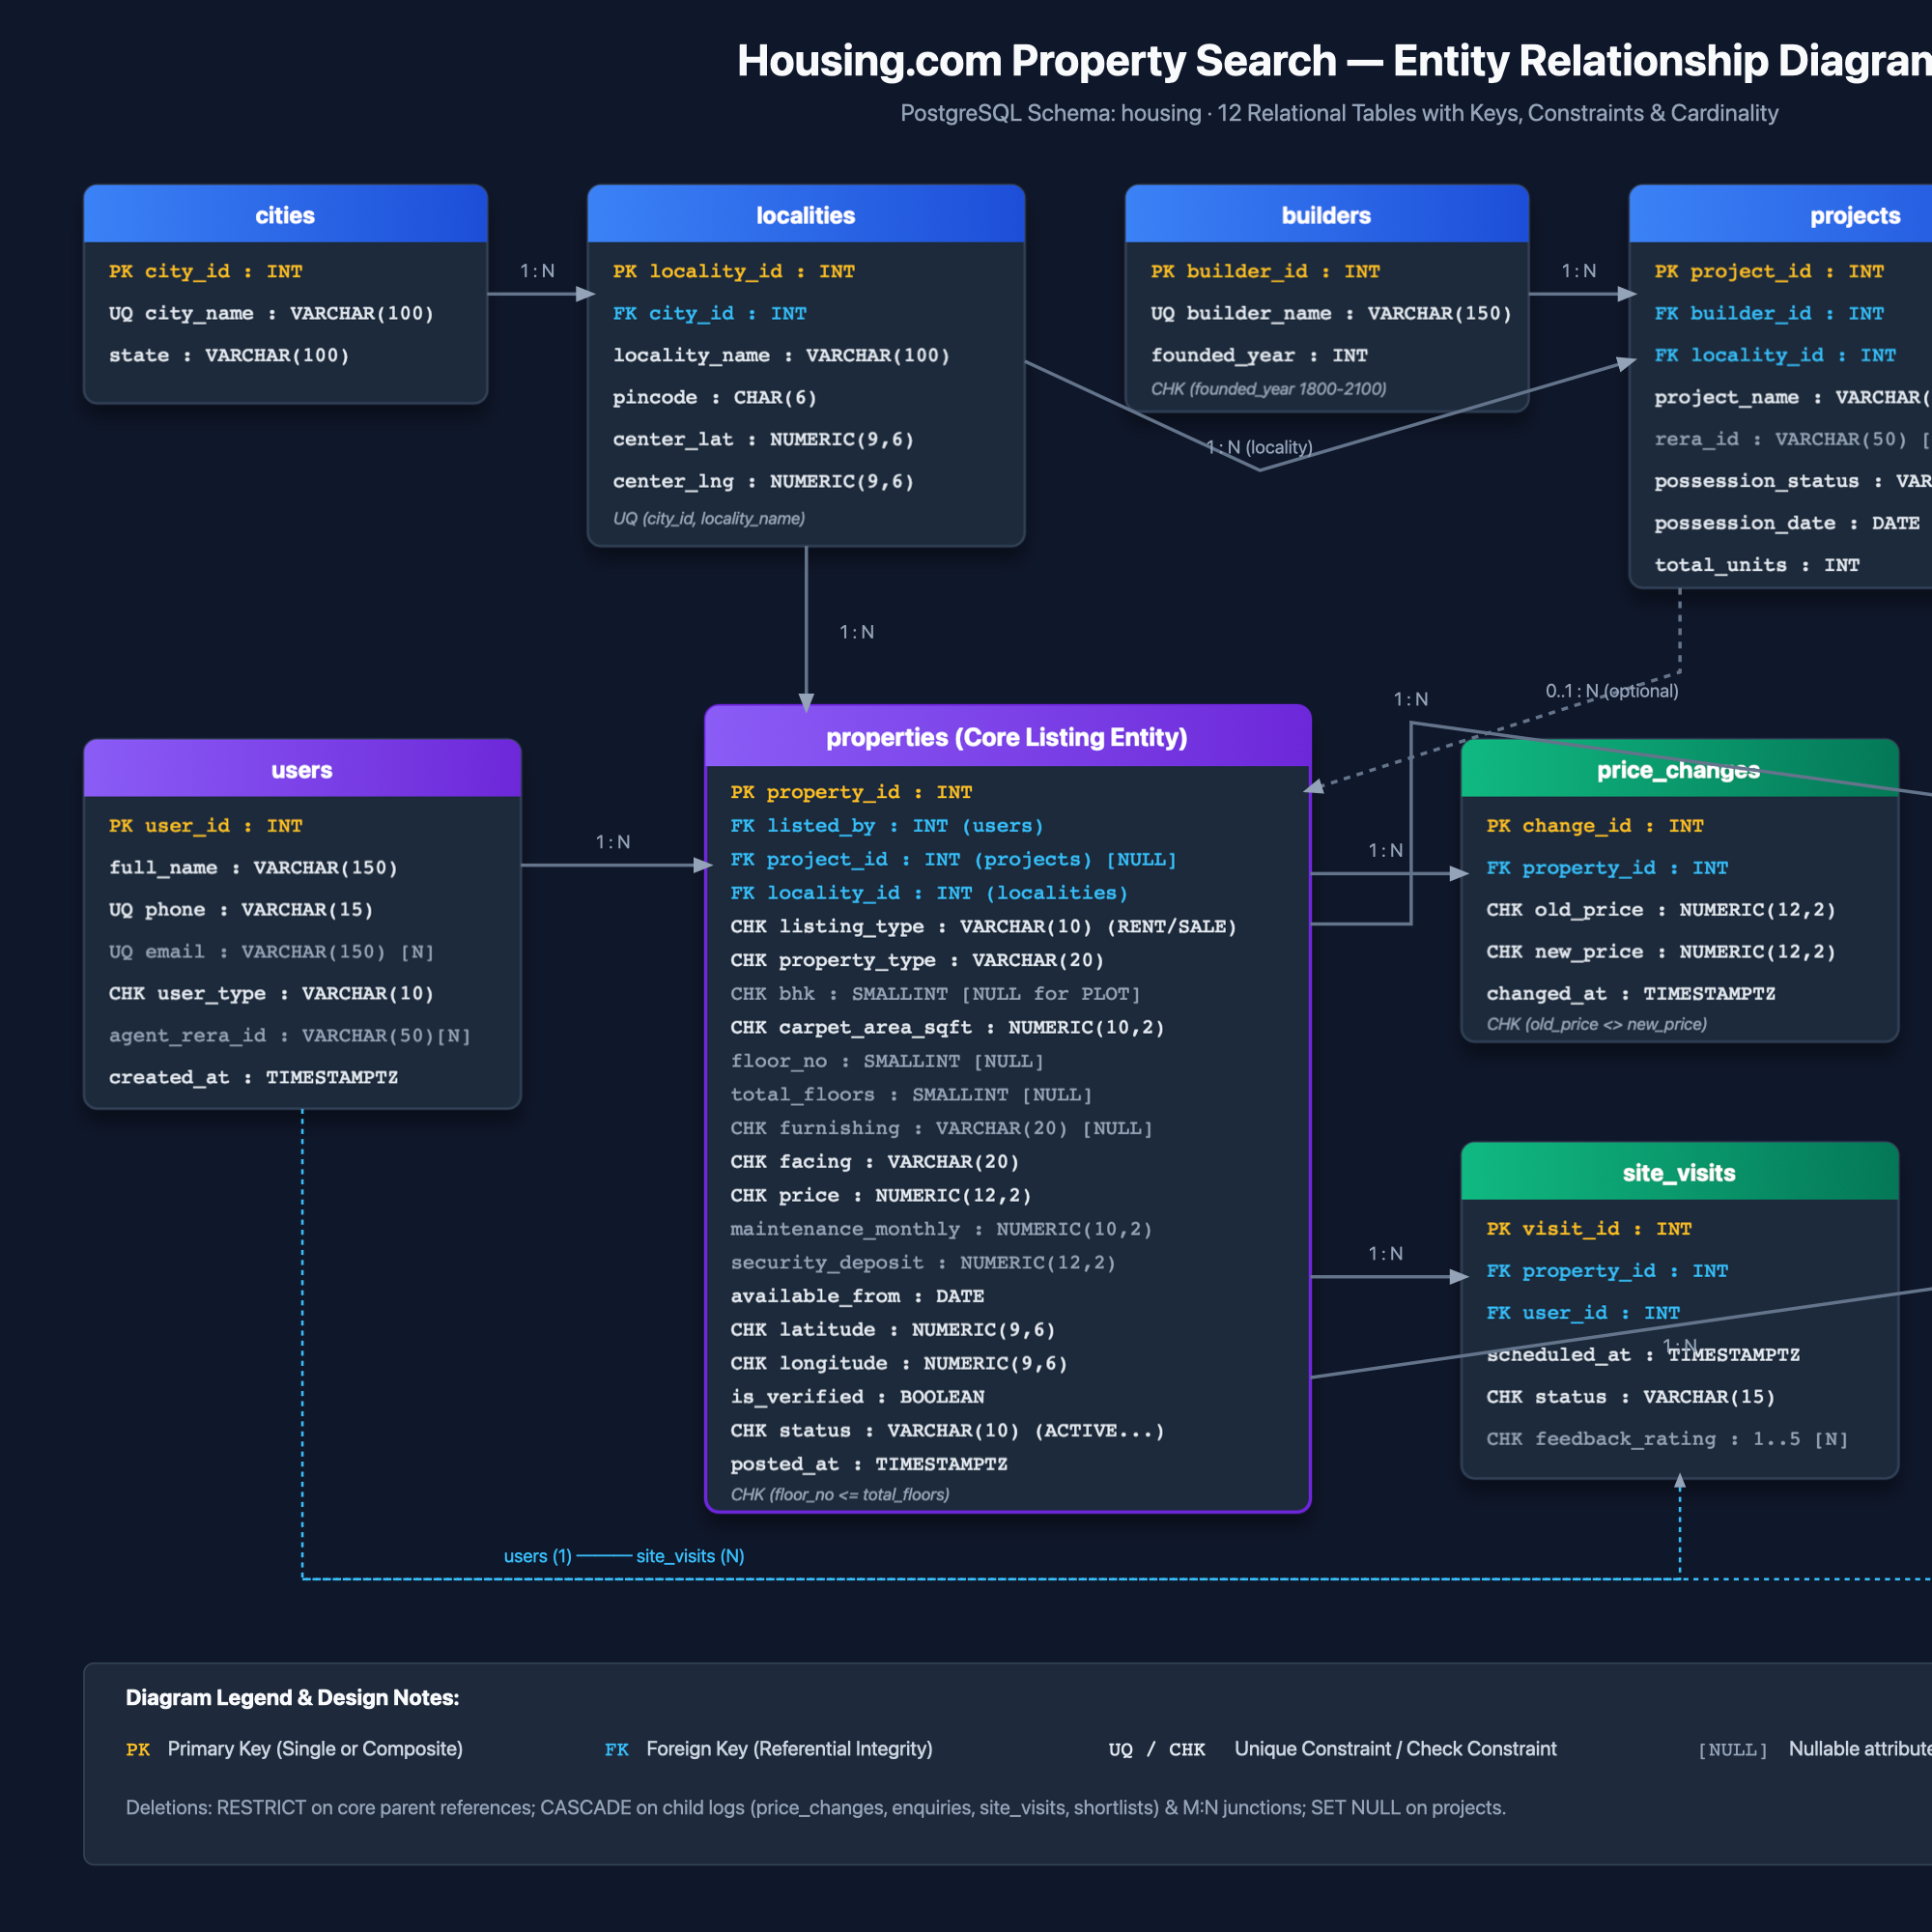 Housing.com Property Search — Entity Relationship Diagram
PostgreSQL Schema: housing · 12 Relational Tables with Keys, Constraints & Cardinality
cities
PK city_id : INT
UQ city_name : VARCHAR(100)
state : VARCHAR(100)
1:N
localities
PK locality_id : INT
FK city_id : INT
locality_name : VARCHAR(100)
pincode : CHAR(6)
center_lat : NUMERIC(9,6)
center_lng : NUMERIC(9,6)
UQ (city_id, locality_name)
builders
PK builder_id : INT
UQ builder_name : VARCHAR(150)
founded_year : INT
CHK (founded_year 1800-2100)
1:N
1:N (locality)
projects
PK project_id : INT
FK builder_id : INT
FK locality_id : INT
project_name : VARCHAR(
rera_id : VARCHAR(50) [
possession_status : VAR
possession_date : DATE
total_units : INT
1:N
0..1 : N (optional)
1:N
users
PK user_id : INT
full_name : VARCHAR(150)
UQ phone : VARCHAR(15)
UQ email : VARCHAR(150) [N]
CHK user_type : VARCHAR(10)
agent_rera_id : VARCHAR(50)[N]
created_at : TIMESTAMPTZ
1:N
properties (Core Listing Entity)
PK property_id : INT
FK listed_by : INT (users)
FK project_id : INT (projects) [NULL]
FK locality_id : INT (localities)
CHK listing_type : VARCHAR(10) (RENT/SALE)
CHK property_type : VARCHAR(20)
CHK bhk : SMALLINT [NULL for PLOT]
CHK carpet_area_sqft : NUMERIC(10,2)
floor_no : SMALLINT [NULL]
total_floors : SMALLINT [NULL]
CHK furnishing : VARCHAR(20) [NULL]
CHK facing : VARCHAR(20)
CHK price : NUMERIC(12,2)
maintenance_monthly : NUMERIC(10,2)
security_deposit : NUMERIC(12,2)
available_from : DATE
CHK latitude : NUMERIC(9,6)
CHK longitude : NUMERIC(9,6)
is_verified : BOOLEAN
CHK status : VARCHAR(10) (ACTIVE...)
posted_at : TIMESTAMPTZ
CHK (floor_no <= total_floors)
1:N
price_changes
PK change_id : INT
FK property_id : INT
CHK old_price : NUMERIC(12,2)
CHK new_price : NUMERIC(12,2)
changed_at : TIMESTAMPTZ
CHK (old_price <> new_price)
1:N
site_visits
PK visit_id : INT
FK property_id : INT
FK user_id : INT
1:N
scheduled_at : TIMESTAMPTZ
CHK status : VARCHAR(15)
CHK feedback_rating : 1..5 [N]
users (1) ──── site_visits (N)
Diagram Legend & Design Notes:
PK Primary Key (Single or Composite) FK Foreign Key (Referential Integrity) UQ / CHK Unique Constraint / Check Constraint [NULL] Nullable attribute
Deletions: RESTRICT on core parent references; CASCADE on child logs (price_changes, enquiries, site_visits, shortlists) & M:N junctions; SET NULL on projects.